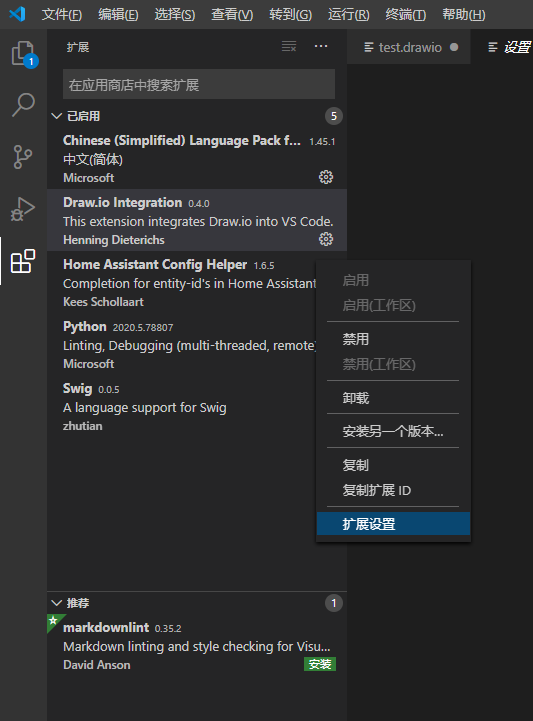 文件(F) 编辑(E) 选择(S) 查看(V) 转到(G) 运行(R) 终端(T) 帮助(H)
扩展
test.drawio
设置
1
在应用商店中搜索扩展
已启用 5
Chinese (Simplified) Language Pack f... 1.45.1
中文(简体)
Microsoft
Draw.io Integration 0.4.0
This extension integrates Draw.io into VS Code.
Henning Dieterichs
Home Assistant Config Helper 1.6.5
Completion for entity-id's in Home Assistant
Kees Schollaart
Python 2020.5.78807
Linting, Debugging (multi-threaded, remote)
Microsoft
Swig 0.0.5
A language support for Swig
zhutian
启用
启用(工作区)
禁用
禁用(工作区)
卸载
安装另一个版本...
复制
复制扩展 ID
扩展设置
推荐 1
markdownlint 0.35.2
Markdown linting and style checking for Visu...
David Anson
安装